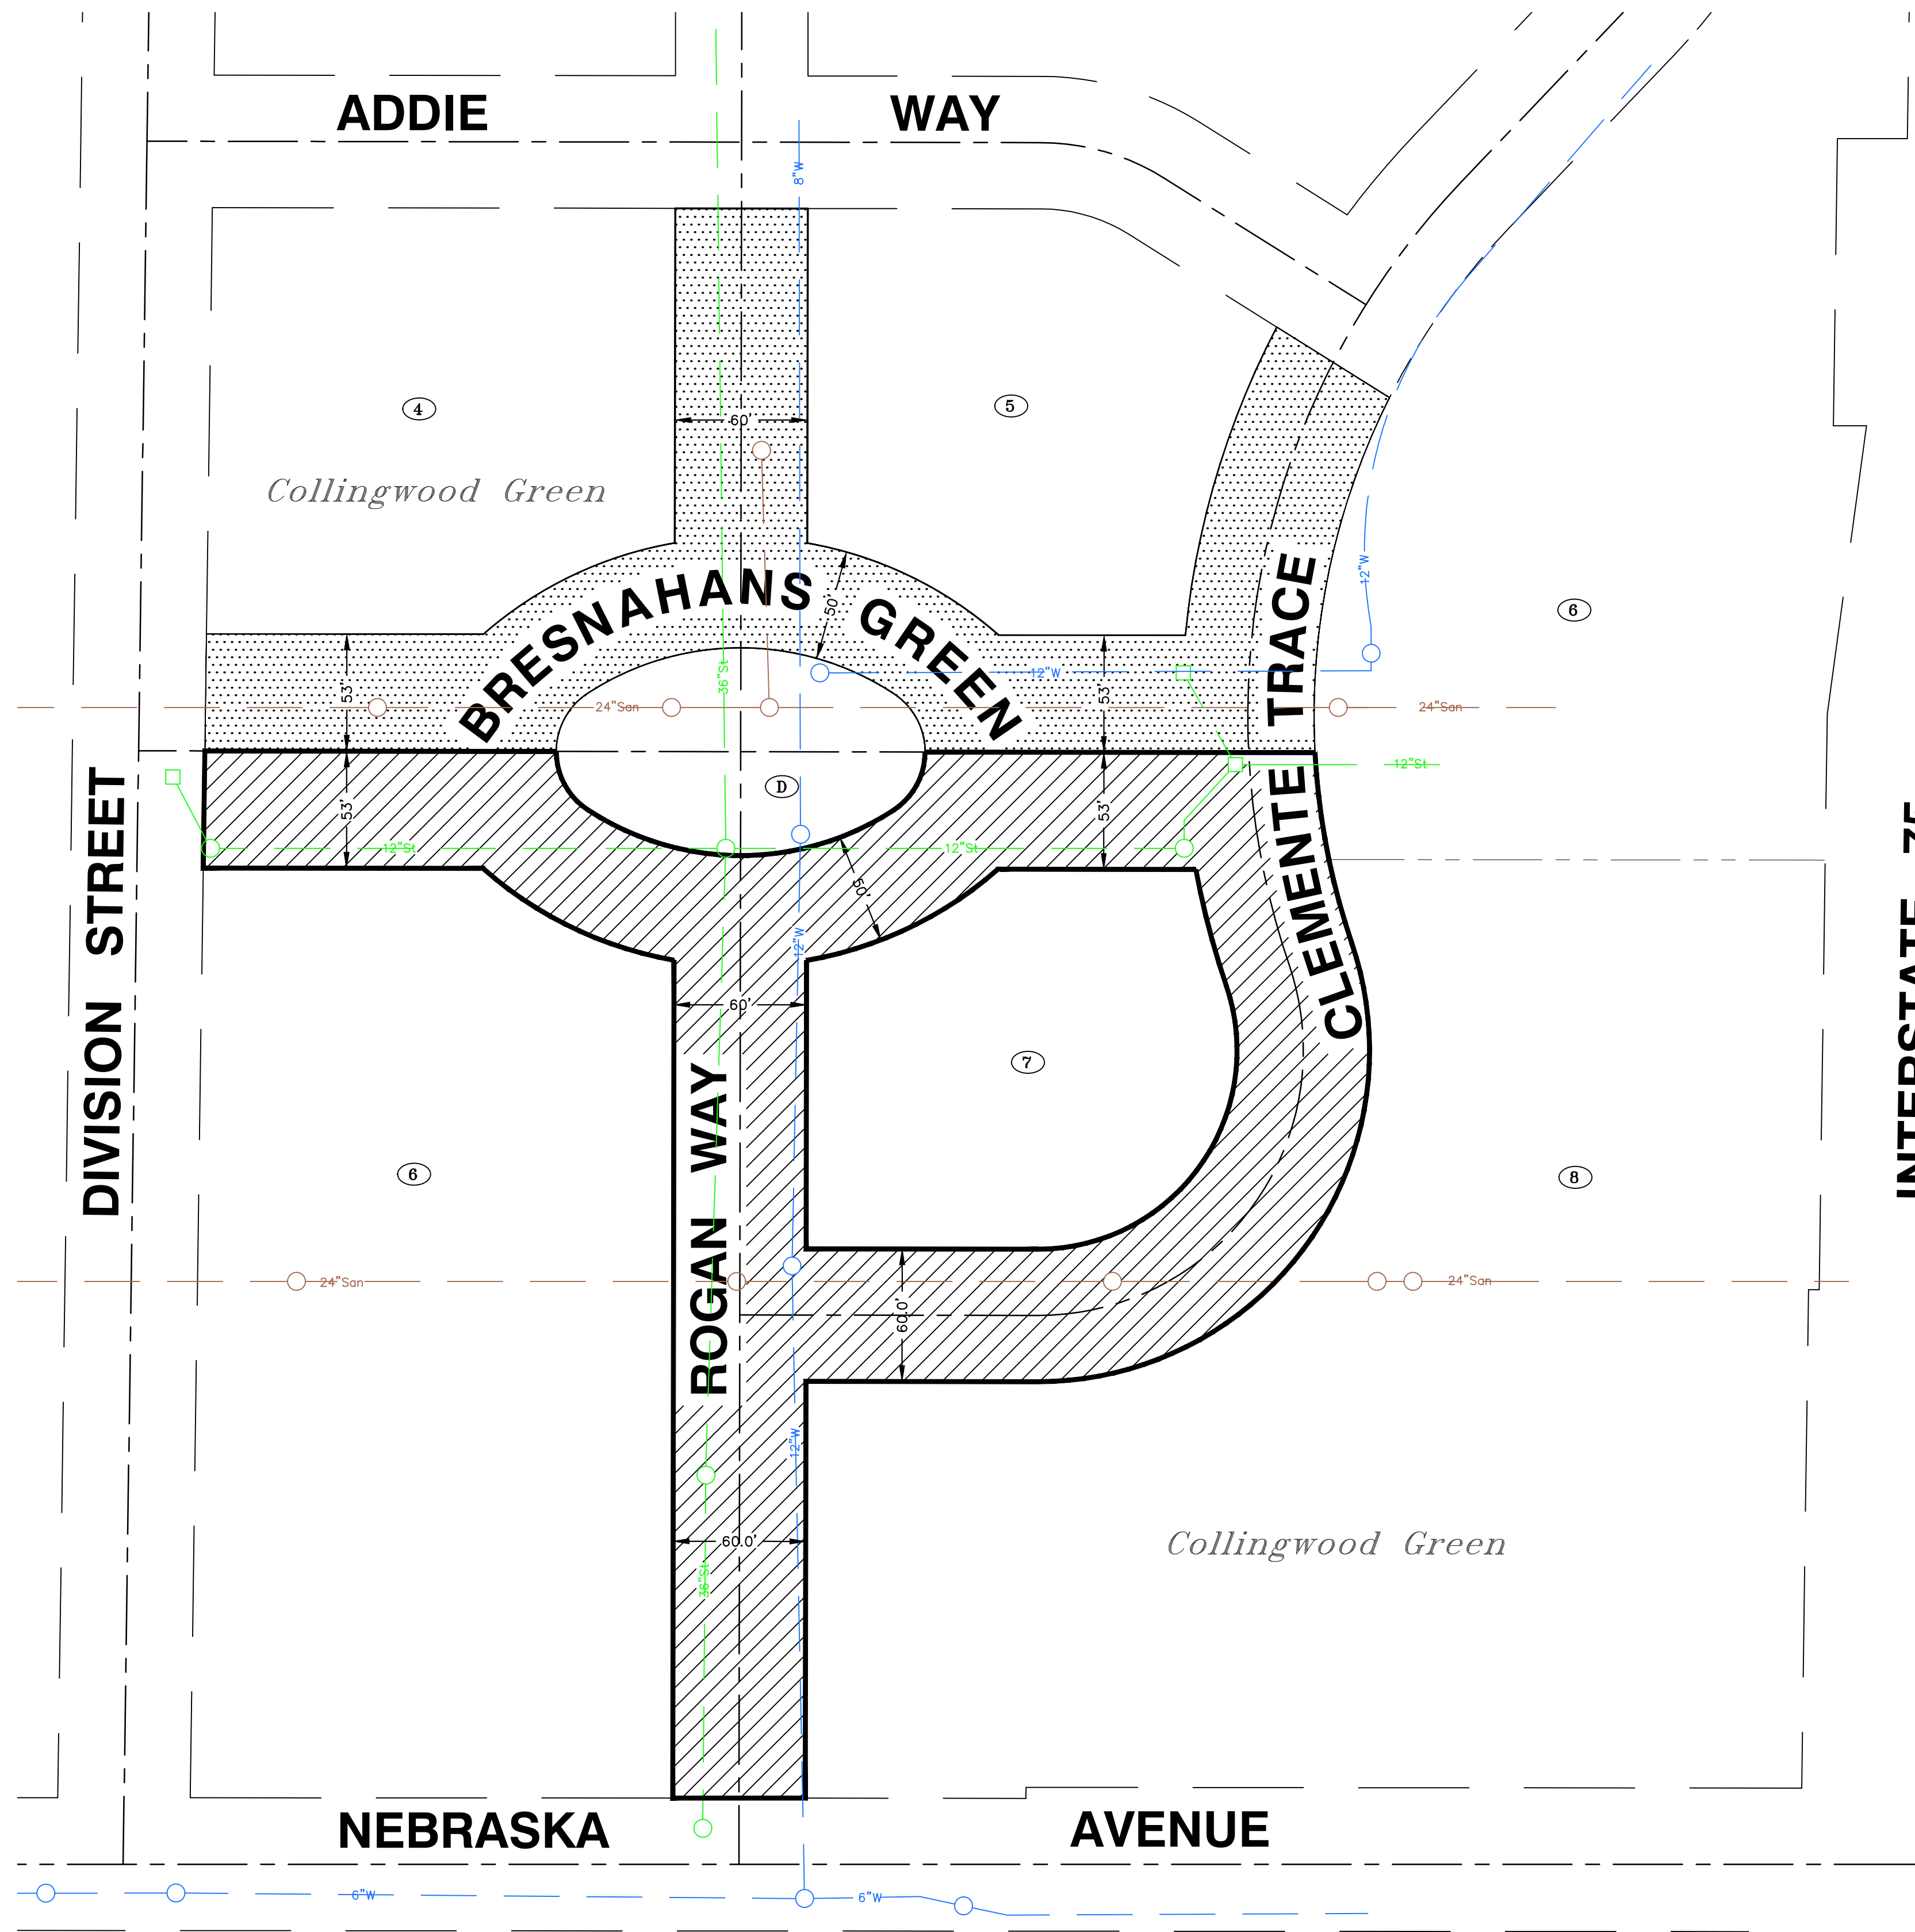 ADDIE WAY
8"W
4
5
60'
Collingwood Green
12"W
BRESNAHANS GREEN
50'
CLEMENTE TRACE
6
53'
53'
36"St
12"W
24"San
24"San
12"St
D
53'
53'
12"St
12"St
50'
12"W
DIVISION STREET
60'
7
ROGAN WAY
6
8
24"San
24"San
60.0'
12"W
60.0'
36"St
Collingwood Green
INTERSTATE 75
NEBRASKA AVENUE
6"W
6"W